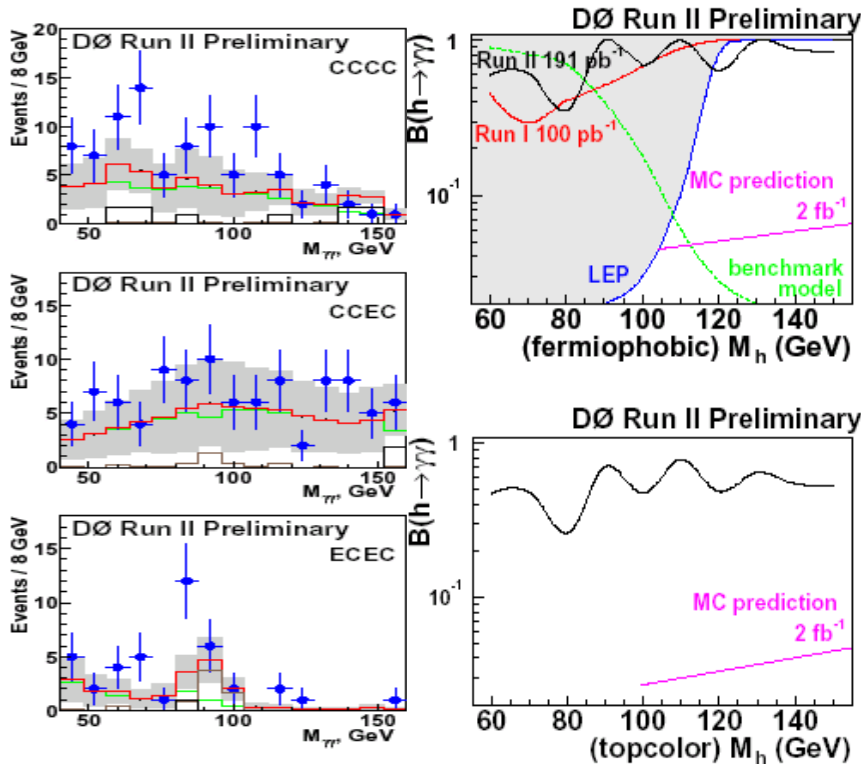 DØ Run II Preliminary
CCCC
Events / 8 GeV
20
15
10
5
0
50
100
150
Mγγ, GeV
DØ Run II Preliminary
CCEC
Events / 8 GeV
15
10
5
0
50
100
150
Mγγ, GeV
DØ Run II Preliminary
ECEC
Events / 8 GeV
15
10
5
0
50
100
150
Mγγ, GeV
DØ Run II Preliminary
B(h→γγ)
1
10⁻¹
Run II 191 pb⁻¹
Run I 100 pb⁻¹
MC prediction
2 fb⁻¹
LEP
benchmark
model
60
80
100
120
140
(fermiophobic) Mh (GeV)
DØ Run II Preliminary
B(h→γγ)
1
10⁻¹
MC prediction
2 fb⁻¹
60
80
100
120
140
(topcolor) Mh (GeV)